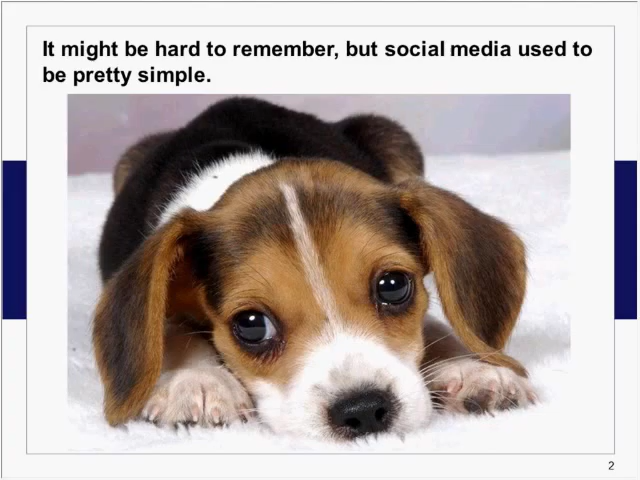 It might be hard to remember, but social media used to
be pretty simple.
2